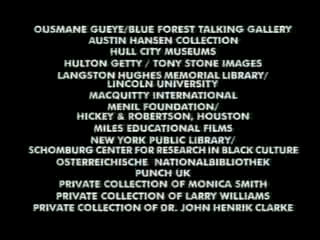 OUSMANE GUEYE/BLUE FOREST TALKING GALLERY
AUSTIN HANSEN COLLECTION
HULL CITY MUSEUMS
HULTON GETTY / TONY STONE IMAGES
LANGSTON HUGHES MEMORIAL LIBRARY/
LINCOLN UNIVERSITY
MACQUITTY INTERNATIONAL
MENIL FOUNDATION/
HICKEY & ROBERTSON, HOUSTON
MILES EDUCATIONAL FILMS
NEW YORK PUBLIC LIBRARY/
SCHOMBURG CENTER FOR RESEARCH IN BLACK CULTURE
OSTERREICHISCHE NATIONALBIBLIOTHEK
PUNCH UK
PRIVATE COLLECTION OF MONICA SMITH
PRIVATE COLLECTION OF LARRY WILLIAMS
PRIVATE COLLECTION OF DR. JOHN HENRIK CLARKE